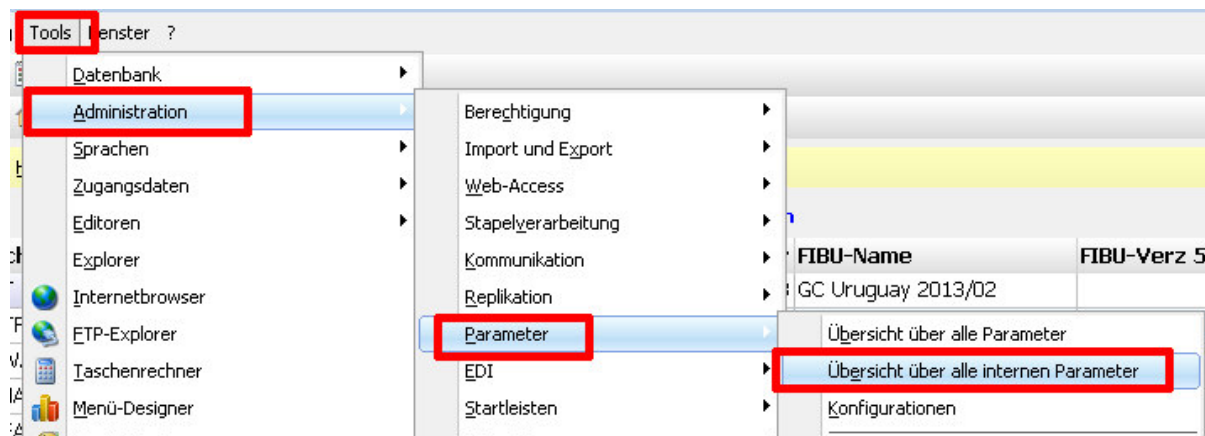 Tools Fenster ?
Datenbank
Administration
Berechtigung
Sprachen
Import und Export
Zugangsdaten
Web-Access
Editoren
Stapelverarbeitung
Explorer
Kommunikation
FIBU-Name FIBU-Verz 5
Internetbrowser
Replikation
GC Uruguay 2013/02
FTP-Explorer
Parameter
Übersicht über alle Parameter
Taschenrechner
EDI
Übersicht über alle internen Parameter
Menü-Designer
Startleisten
Konfigurationen